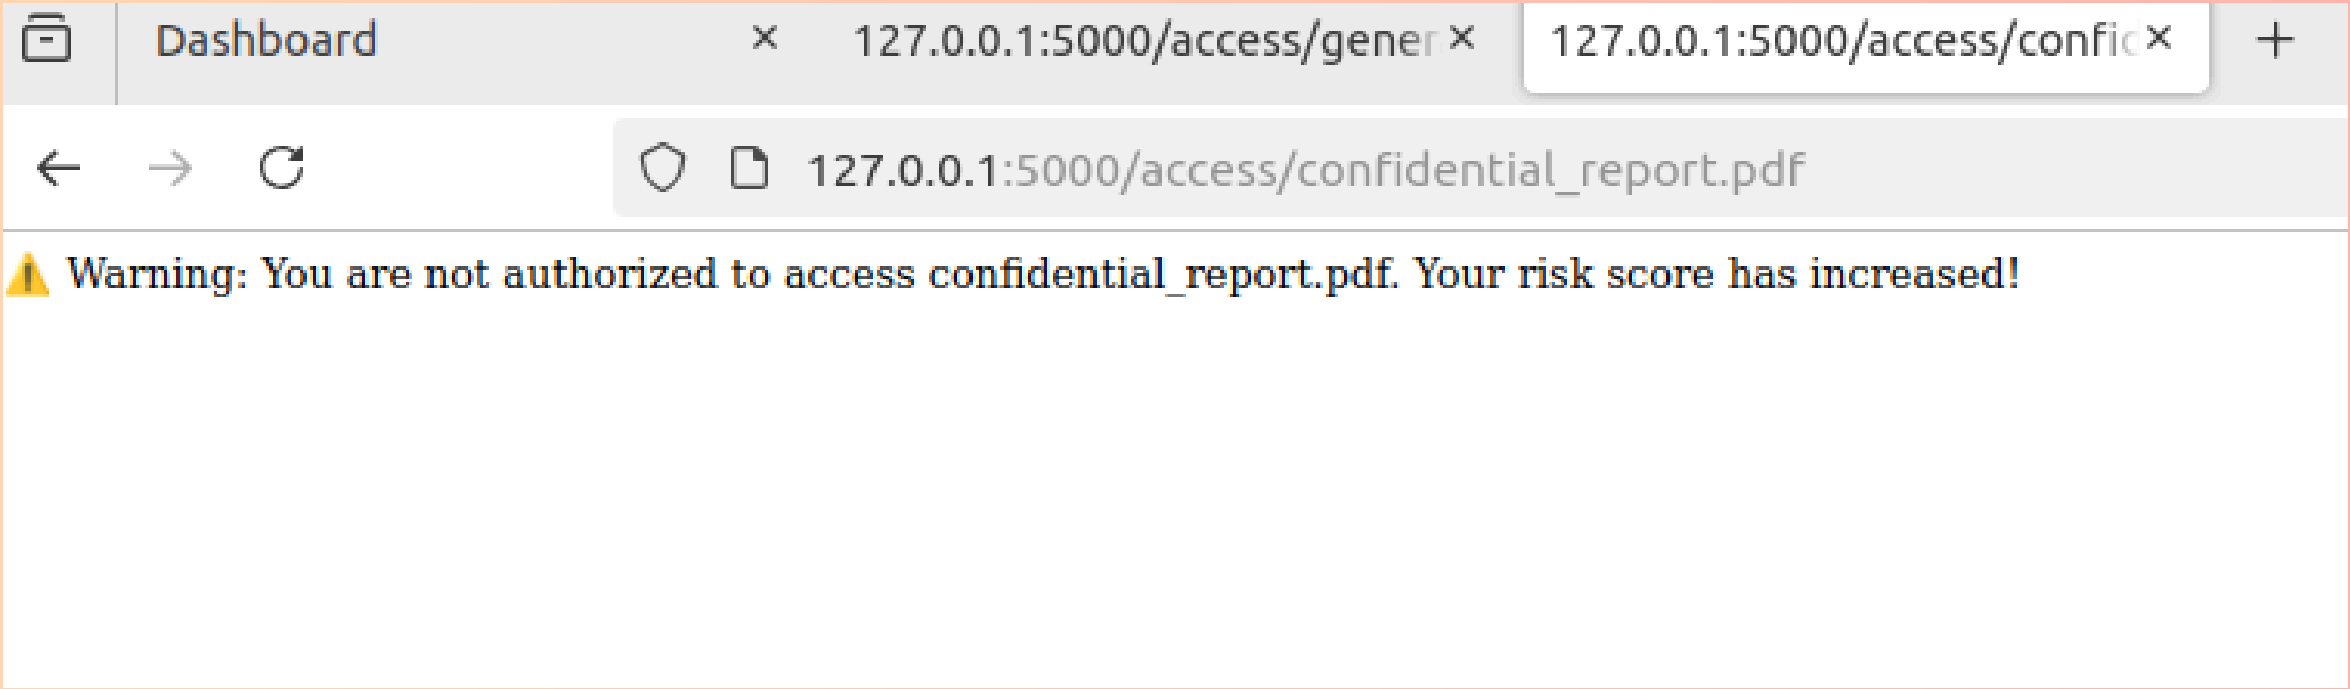 Dashboard
127.0.0.1:5000/access/gener
127.0.0.1:5000/access/confid
127.0.0.1:5000/access/confidential_report.pdf
⚠️ Warning: You are not authorized to access confidential_report.pdf. Your risk score has increased!